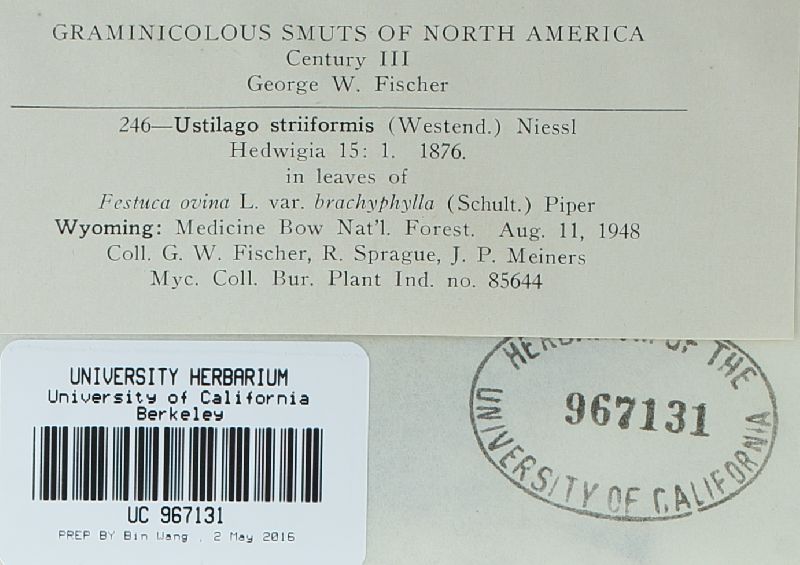 GRAMINICOLOUS SMUTS OF NORTH AMERICA
Century III
George W. Fischer
246—Ustilago striiformis (Westend.) Niessl
Hedwigia 15: 1. 1876.
in leaves of
Festuca ovina L. var. brachyphylla (Schult.) Piper
Wyoming: Medicine Bow Nat'l. Forest. Aug. 11, 1948
Coll. G. W. Fischer, R. Sprague, J. P. Meiners
Myc. Coll. Bur. Plant Ind. no. 85644
UNIVERSITY HERBARIUM
University of California
Berkeley
UC 967131
PREP BY Bin Wang . 2 May 2016
HERBARIUM OF THE
967131
UNIVERSITY OF CALIFORNIA